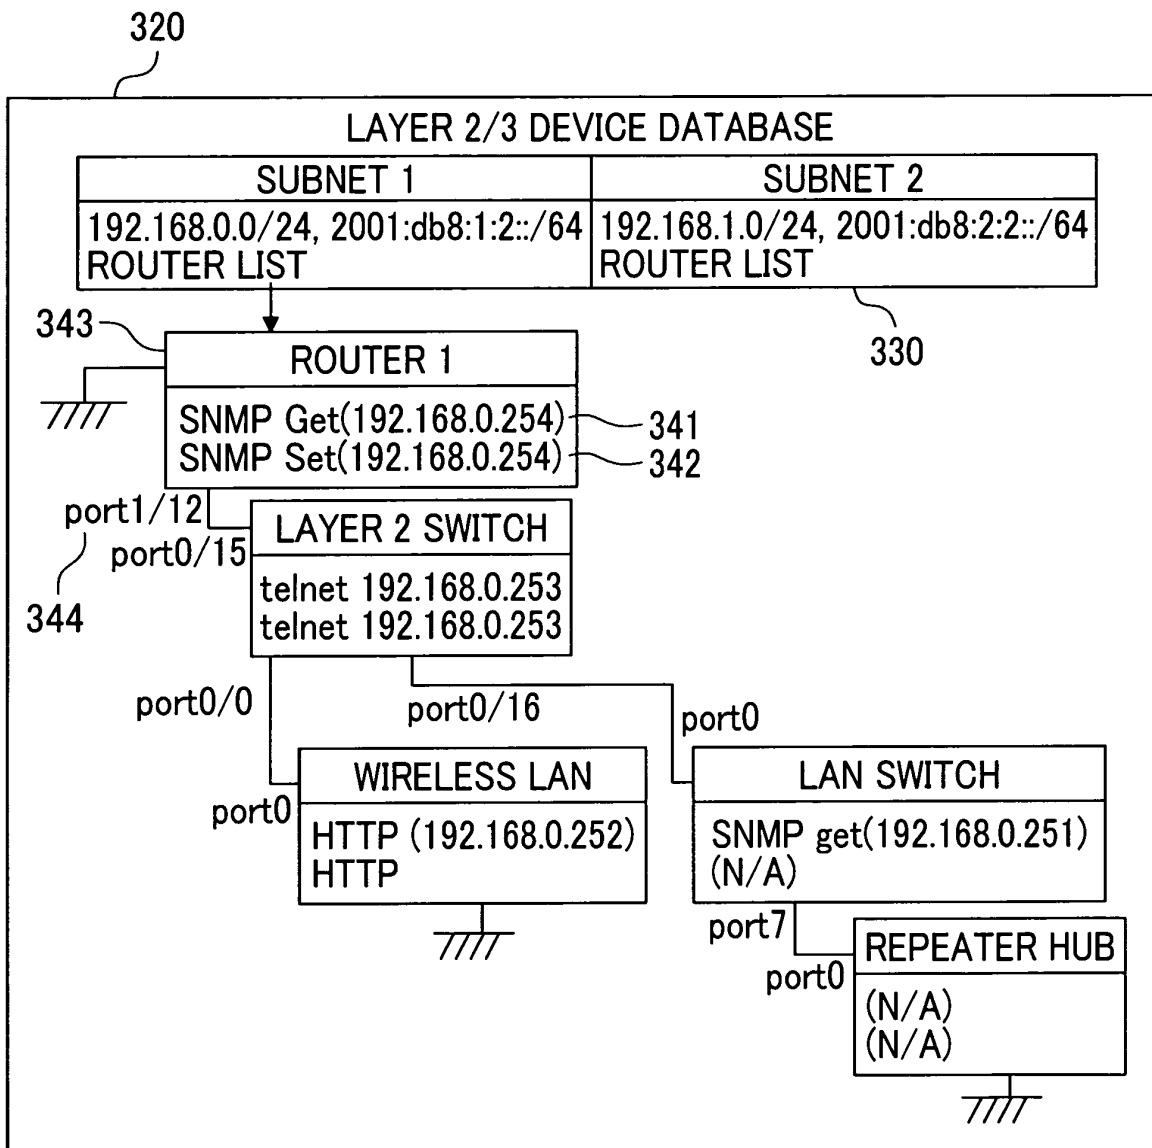 320
LAYER 2/3 DEVICE DATABASE
SUBNET 1
SUBNET 2
192.168.0.0/24, 2001:db8:1:2::/64
ROUTER LIST
192.168.1.0/24, 2001:db8:2:2::/64
ROUTER LIST
343
330
ROUTER 1
SNMP Get(192.168.0.254)
341
SNMP Set(192.168.0.254)
342
port1/12
port0/15
344
LAYER 2 SWITCH
telnet 192.168.0.253
telnet 192.168.0.253
port0/0
port0/16
port0
port0
WIRELESS LAN
HTTP (192.168.0.252)
HTTP
LAN SWITCH
SNMP get(192.168.0.251)
(N/A)
port7
port0
REPEATER HUB
(N/A)
(N/A)